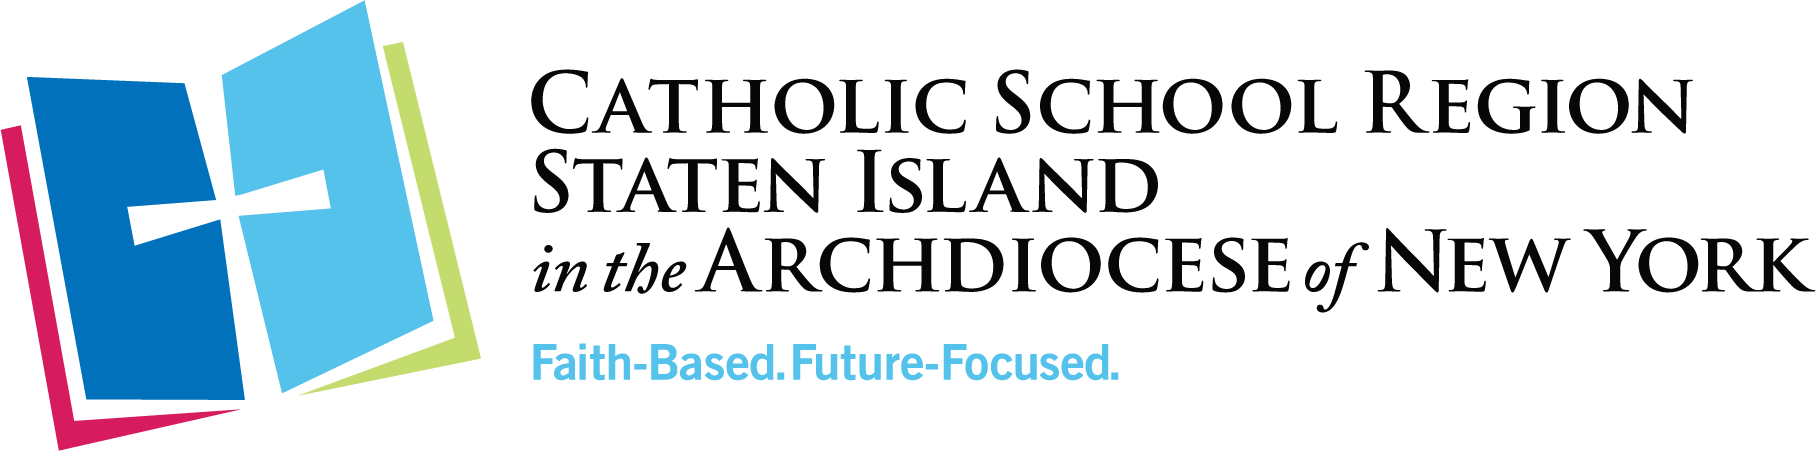 Catholic School Region
Staten Island
in the Archdiocese of New York
Faith-Based. Future-Focused.